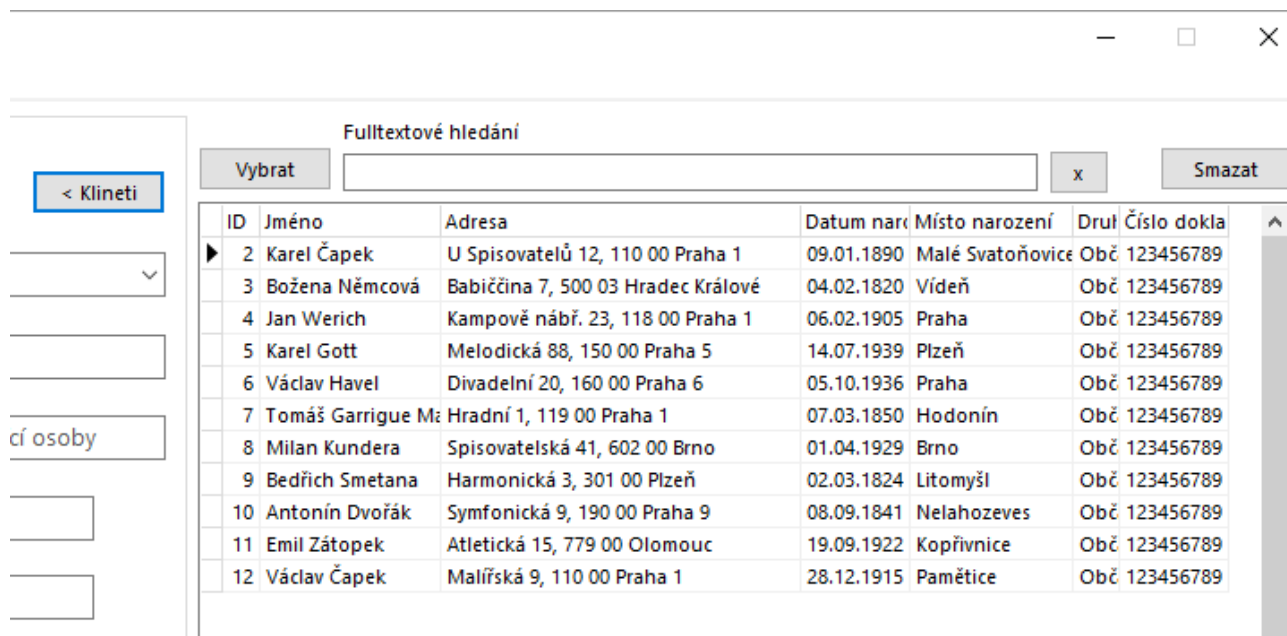 Fulltextové hledání
Vybrat x Smazat
< Klineti
ID Jméno Adresa Datum naro Místo narození Druh Číslo dokla
2 Karel Čapek U Spisovatelů 12, 110 00 Praha 1 09.01.1890 Malé Svatoňovice Obč 123456789
3 Božena Němcová Babiččina 7, 500 03 Hradec Králové 04.02.1820 Vídeň Obč 123456789
4 Jan Werich Kampově nábř. 23, 118 00 Praha 1 06.02.1905 Praha Obč 123456789
5 Karel Gott Melodická 88, 150 00 Praha 5 14.07.1939 Plzeň Obč 123456789
6 Václav Havel Divadelní 20, 160 00 Praha 6 05.10.1936 Praha Obč 123456789
7 Tomáš Garrigue Ma Hradní 1, 119 00 Praha 1 07.03.1850 Hodonín Obč 123456789
cí osoby
8 Milan Kundera Spisovatelská 41, 602 00 Brno 01.04.1929 Brno Obč 123456789
9 Bedřich Smetana Harmonická 3, 301 00 Plzeň 02.03.1824 Litomyšl Obč 123456789
10 Antonín Dvořák Symfonická 9, 190 00 Praha 9 08.09.1841 Nelahozeves Obč 123456789
11 Emil Zátopek Atletická 15, 779 00 Olomouc 19.09.1922 Kopřivnice Obč 123456789
12 Václav Čapek Malířská 9, 110 00 Praha 1 28.12.1915 Pamětice Obč 123456789